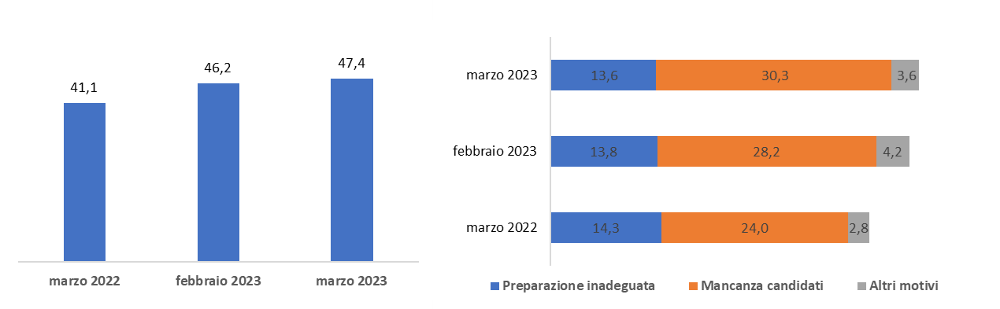 41,1
46,2
47,4
marzo 2022
febbraio 2023
marzo 2023
marzo 2023
13,6
30,3
3,6
febbraio 2023
13,8
28,2
4,2
marzo 2022
14,3
24,0
2,8
Preparazione inadeguata
Mancanza candidati
Altri motivi